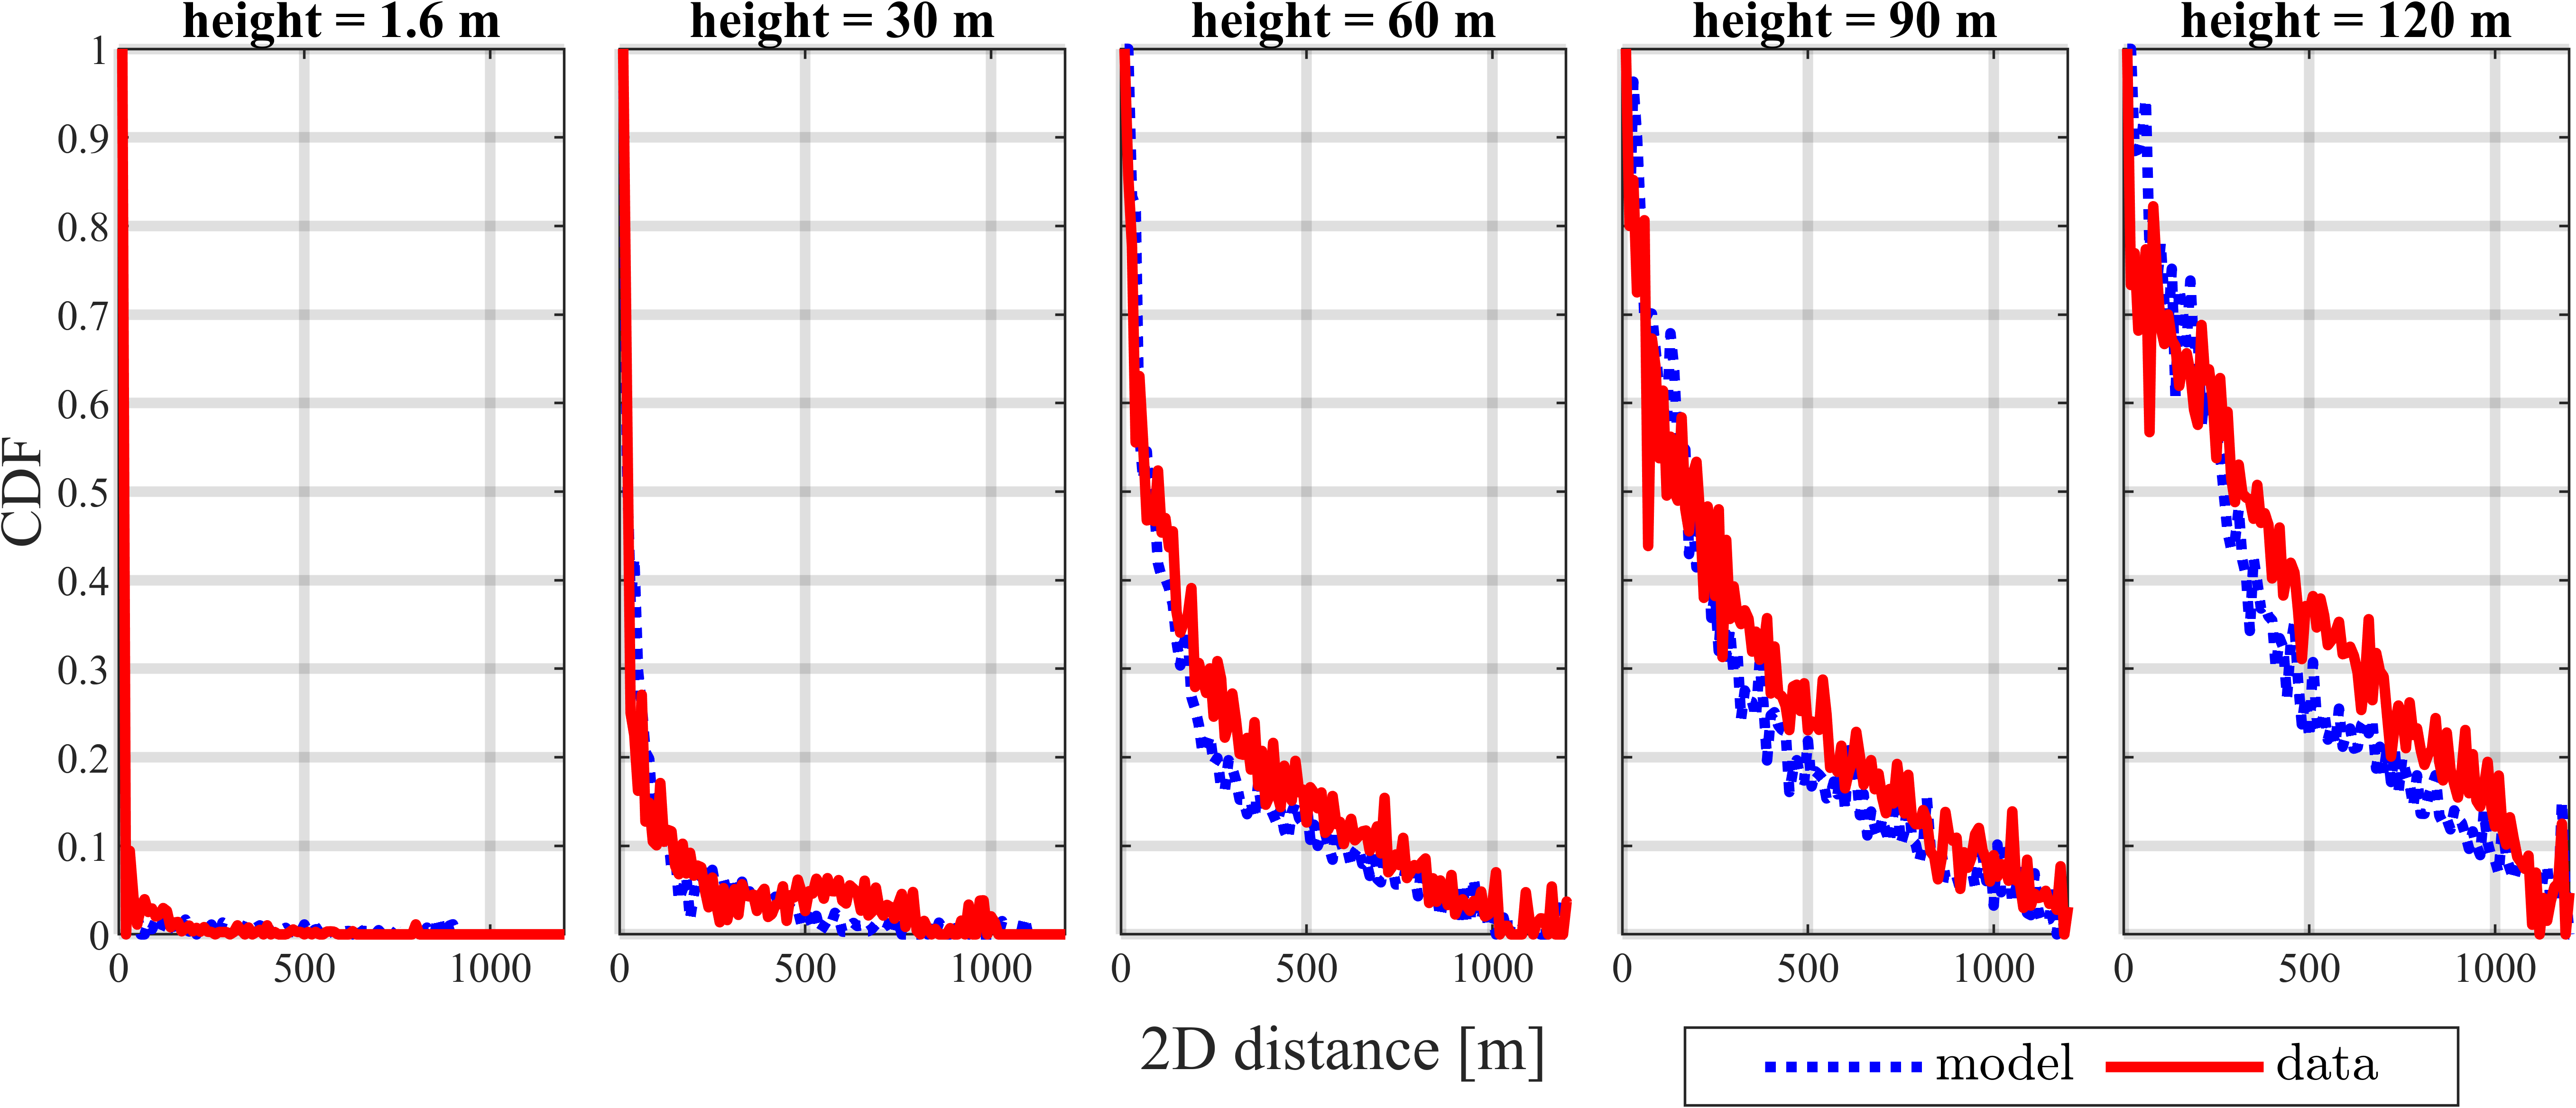 height = 1.6 m
height = 30 m
height = 60 m
height = 90 m
height = 120 m
1
0.9
0.8
0.7
0.6
0.5
0.4
0.3
0.2
0.1
0
CDF
0 500 1000
0 500 1000
0 500 1000
0 500 1000
0 500 1000
2D distance [m]
model data